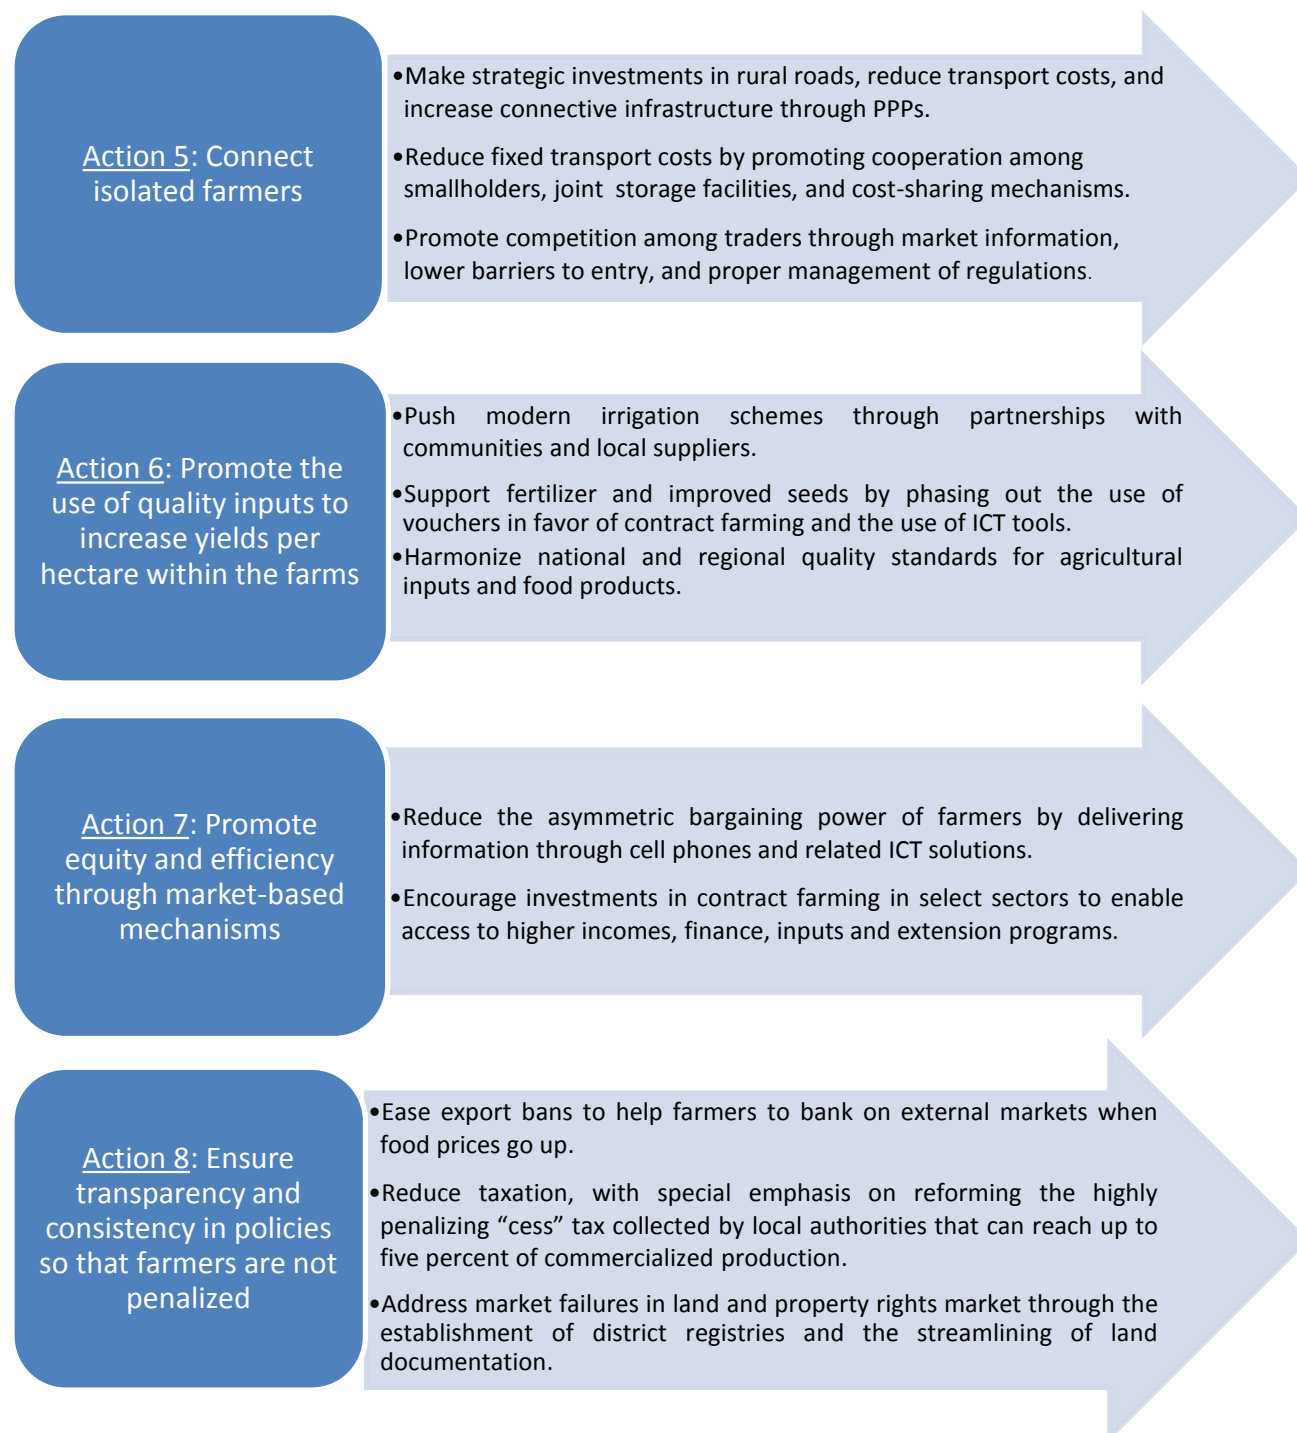 Action 5: Connect
isolated farmers
•Make strategic investments in rural roads, reduce transport costs, and
increase connective infrastructure through PPPs.
•Reduce fixed transport costs by promoting cooperation among
smallholders, joint storage facilities, and cost-sharing mechanisms.
•Promote competition among traders through market information,
lower barriers to entry, and proper management of regulations.
Action 6: Promote the
use of quality inputs to
increase yields per
hectare within the farms
•Push modern irrigation schemes through partnerships with
communities and local suppliers.
•Support fertilizer and improved seeds by phasing out the use of
vouchers in favor of contract farming and the use of ICT tools.
•Harmonize national and regional quality standards for agricultural
inputs and food products.
Action 7: Promote
equity and efficiency
through market-based
mechanisms
•Reduce the asymmetric bargaining power of farmers by delivering
information through cell phones and related ICT solutions.
•Encourage investments in contract farming in select sectors to enable
access to higher incomes, finance, inputs and extension programs.
Action 8: Ensure
transparency and
consistency in policies
so that farmers are not
penalized
•Ease export bans to help farmers to bank on external markets when
food prices go up.
•Reduce taxation, with special emphasis on reforming the highly
penalizing “cess” tax collected by local authorities that can reach up to
five percent of commercialized production.
•Address market failures in land and property rights market through the
establishment of district registries and the streamlining of land
documentation.